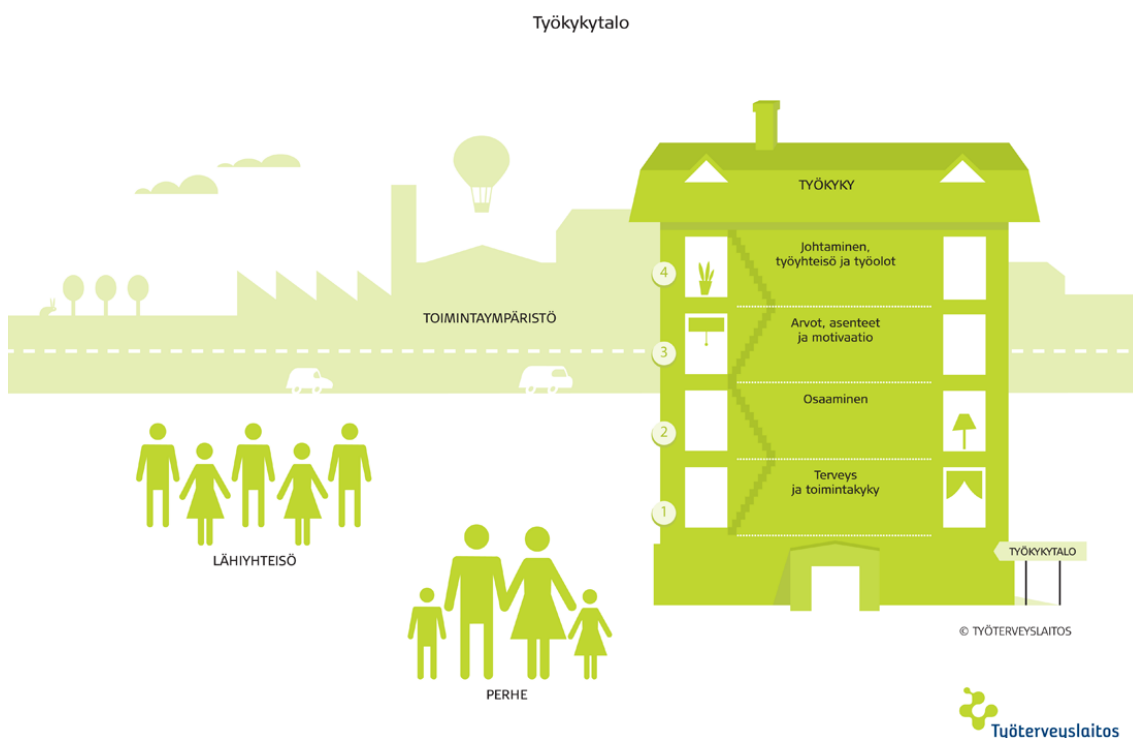 Työkykytalo
TYÖKYKY
Johtaminen,
työyhteisö ja työolot
4
TOIMINTAYMPÄRISTÖ
Arvot, asenteet
ja motivaatio
3
Osaaminen
2
Terveys
ja toimintakyky
1
LÄHIYHTEISÖ
TYÖKYKYTALO
© TYÖTERVEYSLAITOS
PERHE
Työterveyslaitos